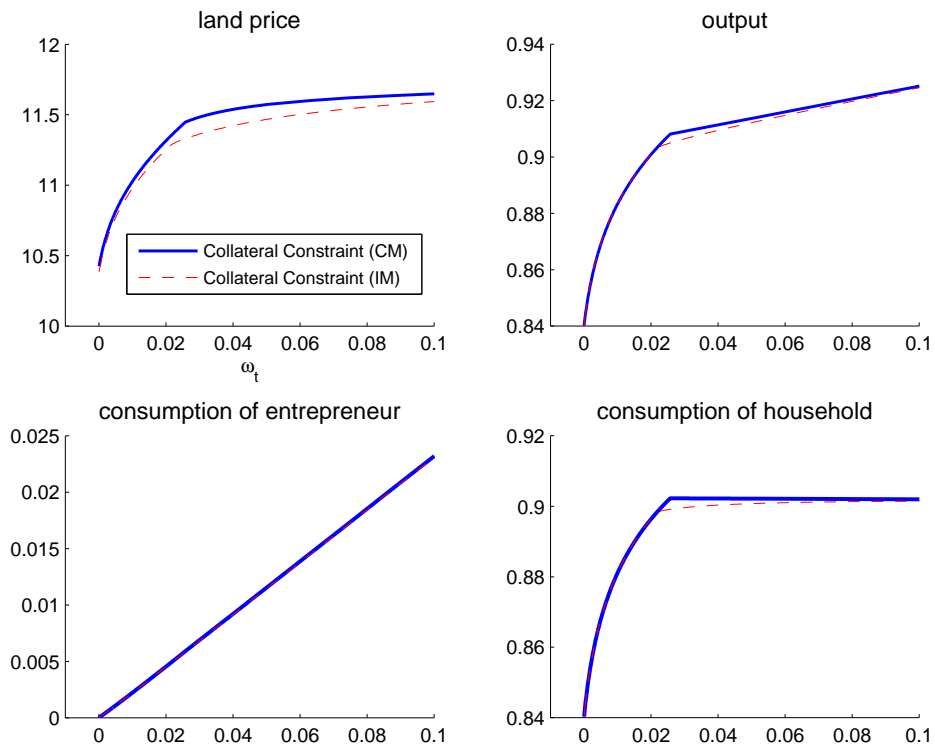 land price
12
11.5
11
10.5
10
0 0.02 0.04 0.06 0.08 0.1
ω_t
Collateral Constraint (CM)
Collateral Constraint (IM)
output
0.94
0.92
0.9
0.88
0.86
0.84
0 0.02 0.04 0.06 0.08 0.1
consumption of entrepreneur
0.025
0.02
0.015
0.01
0.005
0
0 0.02 0.04 0.06 0.08 0.1
consumption of household
0.92
0.9
0.88
0.86
0.84
0 0.02 0.04 0.06 0.08 0.1